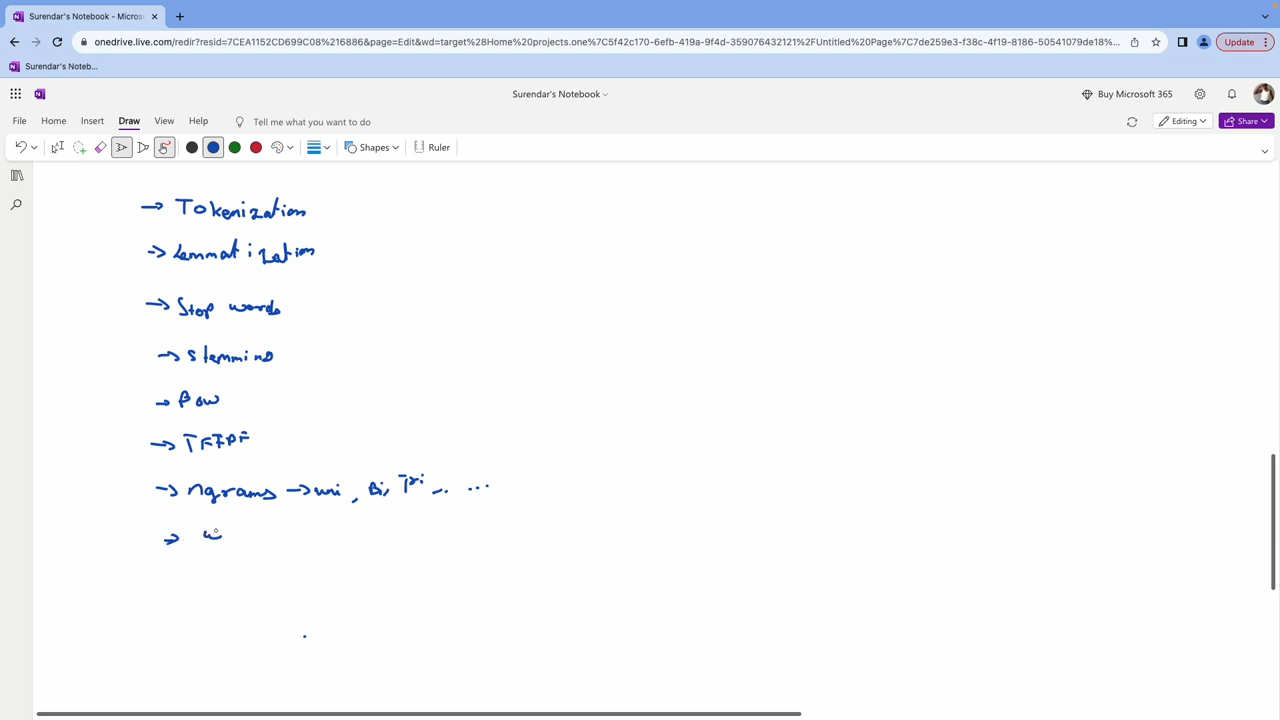 Surendar's Notebook - Micros
onedrive.live.com/redir?resid=7CEA1152CD699C08%216886&page=Edit&wd=target%28Home%20projects.one%7C5f42c170-6efb-419a-9f4d-359076432121%2FUntitled%20Page%7C7de259e3-f38c-4f19-8186-50541079de18%...
Update
Surendar's Noteb...
Surendar's Notebook
Buy Microsoft 365
File Home Insert Draw View Help Tell me what you want to do
Editing
Share
Shapes
Ruler
→ Tokenization
→ Lemmatization
→ Stop words
→ Stemming
→ BOW
→ TFIDF
→ Ngrams → uni, Bi, Tri .. ...
→